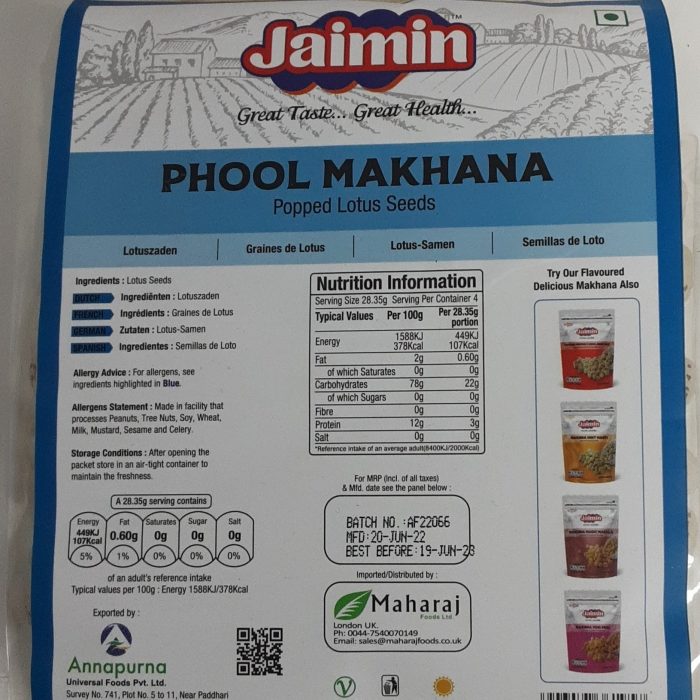 Jaimin™
Great Taste... Great Health...
PHOOL MAKHANA
Popped Lotus Seeds
Lotuszaden
Graines de Lotus
Lotus-Samen
Semillas de Loto
Ingredients : Lotus Seeds
DUTCH Ingrediënten : Lotuszaden
FRENCH Ingrédients : Graines de Lotus
GERMAN Zutaten : Lotus-Samen
SPANISH Ingredientes : Semillas de Loto
Allergy Advice : For allergens, see
ingredients highlighted in Blue.
Allergens Statement : Made in facility that
processes Peanuts, Tree Nuts, Soy, Wheat,
Milk, Mustard, Sesame and Celery.
Storage Conditions : After opening the
packet store in an air-tight container to
maintain the freshness.
A 28.35g serving contains
Energy Fat Saturates Sugar Salt
449KJ
107Kcal 0.60g 0g 0g 0g
5% 1% 0% 0% 0%
of an adult's reference intake
Typical values per 100g : Energy 1588KJ/378Kcal
Exported by :
Annapurna
Universal Foods Pvt. Ltd.
Survey No. 741, Plot No. 5 to 11, Near Paddhari
Nutrition Information
Serving Size 28.35g Serving Per Container 4
Typical Values Per 100g Per 28.35g
portion
Energy 1588KJ 449KJ
378Kcal 107Kcal
Fat 2g 0.60g
of which Saturates 0g 0g
Carbohydrates 78g 22g
of which Sugars 0g 0g
Fibre 0g 0g
Protein 12g 3g
Salt 0g 0g
*Reference intake of an average adult(8400KJ/2000Kcal)
For MRP (Incl. of all taxes)
& Mfd. date see the panel below :
BATCH NO. :AF22066
MFD:20-JUN-22
BEST BEFORE:19-JUN-23
Imported/Distributed by :
Maharaj
Foods Ltd
London UK.
Ph: 0044-7540070149
Email: sales@maharajfoods.co.uk
Try Our Flavoured
Delicious Makhana Also
Jaimin
Jaimin
Jaimin
Jaimin